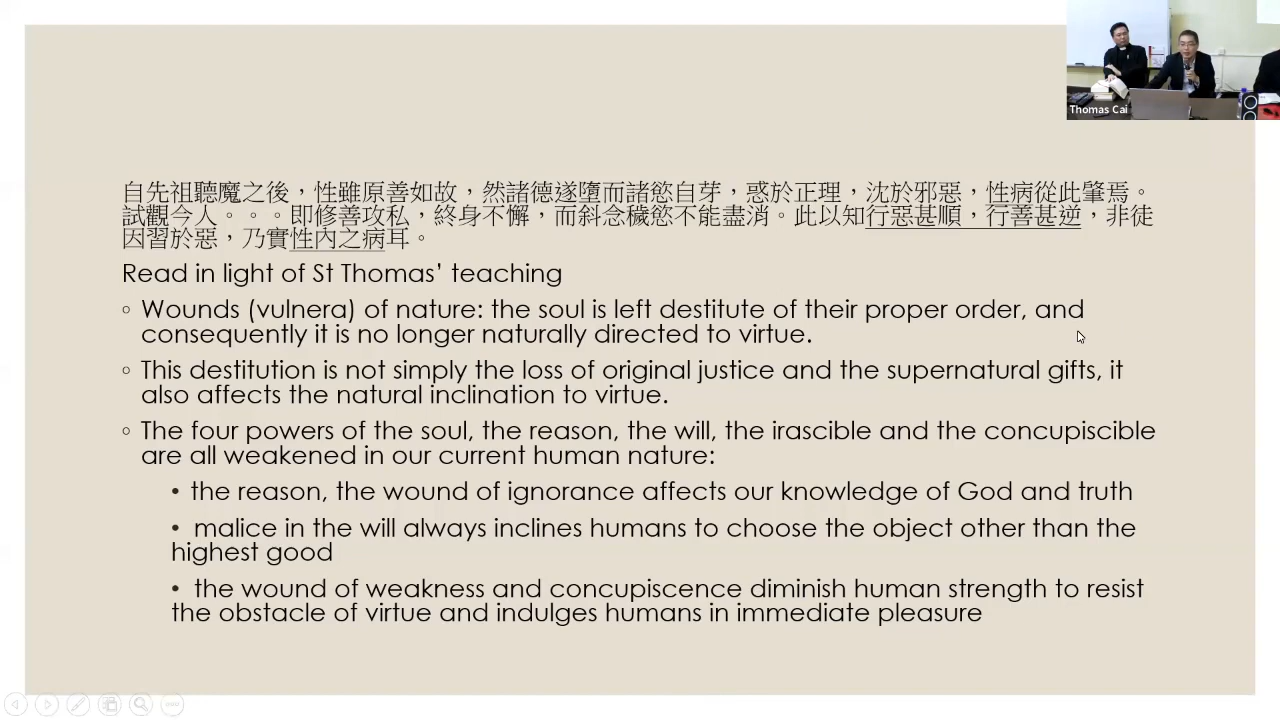 Thomas Cai
自先祖聽魔之後，性雖原善如故，然諸德遂墮而諸慾自芽，惑於正理，沈於邪惡，性病從此肇焉。
試觀今人。。。即修善攻私，終身不懈，而斜念穢慾不能盡消。此以知行惡甚順，行善甚逆，非徒
因習於惡，乃實性內之病耳。
Read in light of St Thomas’ teaching
◦ Wounds (vulnera) of nature: the soul is left destitute of their proper order, and
consequently it is no longer naturally directed to virtue.
◦ This destitution is not simply the loss of original justice and the supernatural gifts, it
also affects the natural inclination to virtue.
◦ The four powers of the soul, the reason, the will, the irascible and the concupiscible
are all weakened in our current human nature:
• the reason, the wound of ignorance affects our knowledge of God and truth
• malice in the will always inclines humans to choose the object other than the
highest good
• the wound of weakness and concupiscence diminish human strength to resist
the obstacle of virtue and indulges humans in immediate pleasure